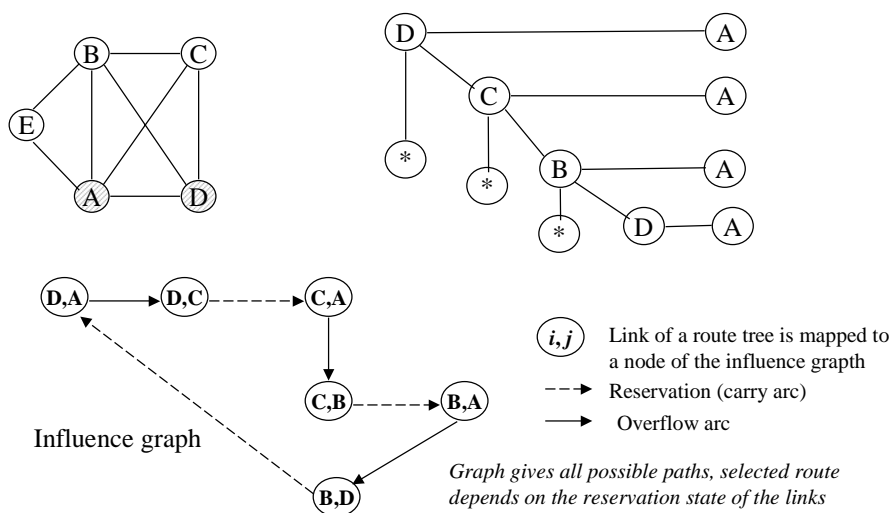 B C
E
A D
D A
C A
* * B A
* D A
D,A D,C C,A
C,B B,A
B,D
Influence graph
i,j Link of a route tree is mapped to
a node of the influence graph
Reservation (carry arc)
Overflow arc
Graph gives all possible paths, selected route
depends on the reservation state of the links